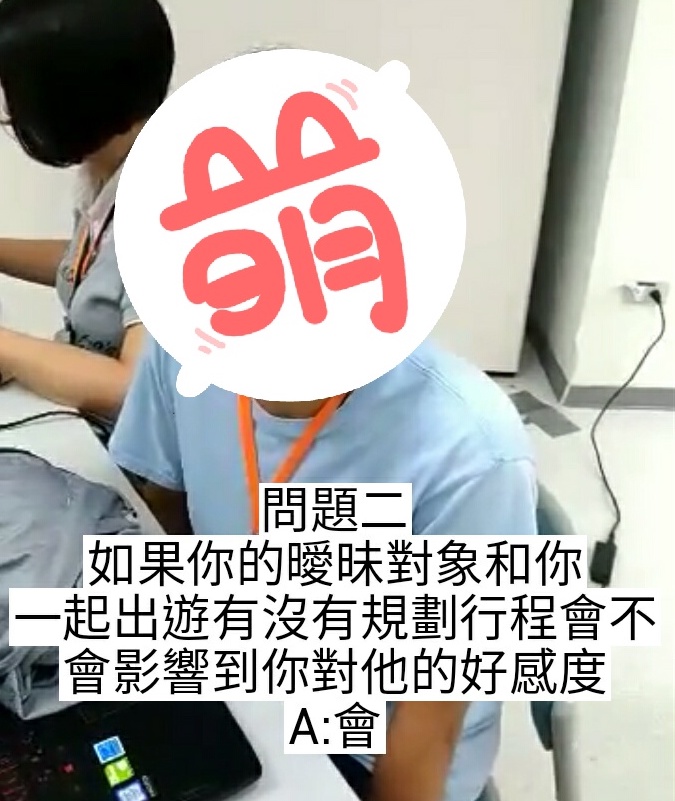 萌
問題二
如果你的曖昧對象和你
一起出遊有沒有規劃行程會不
會影響到你對他的好感度
A:會